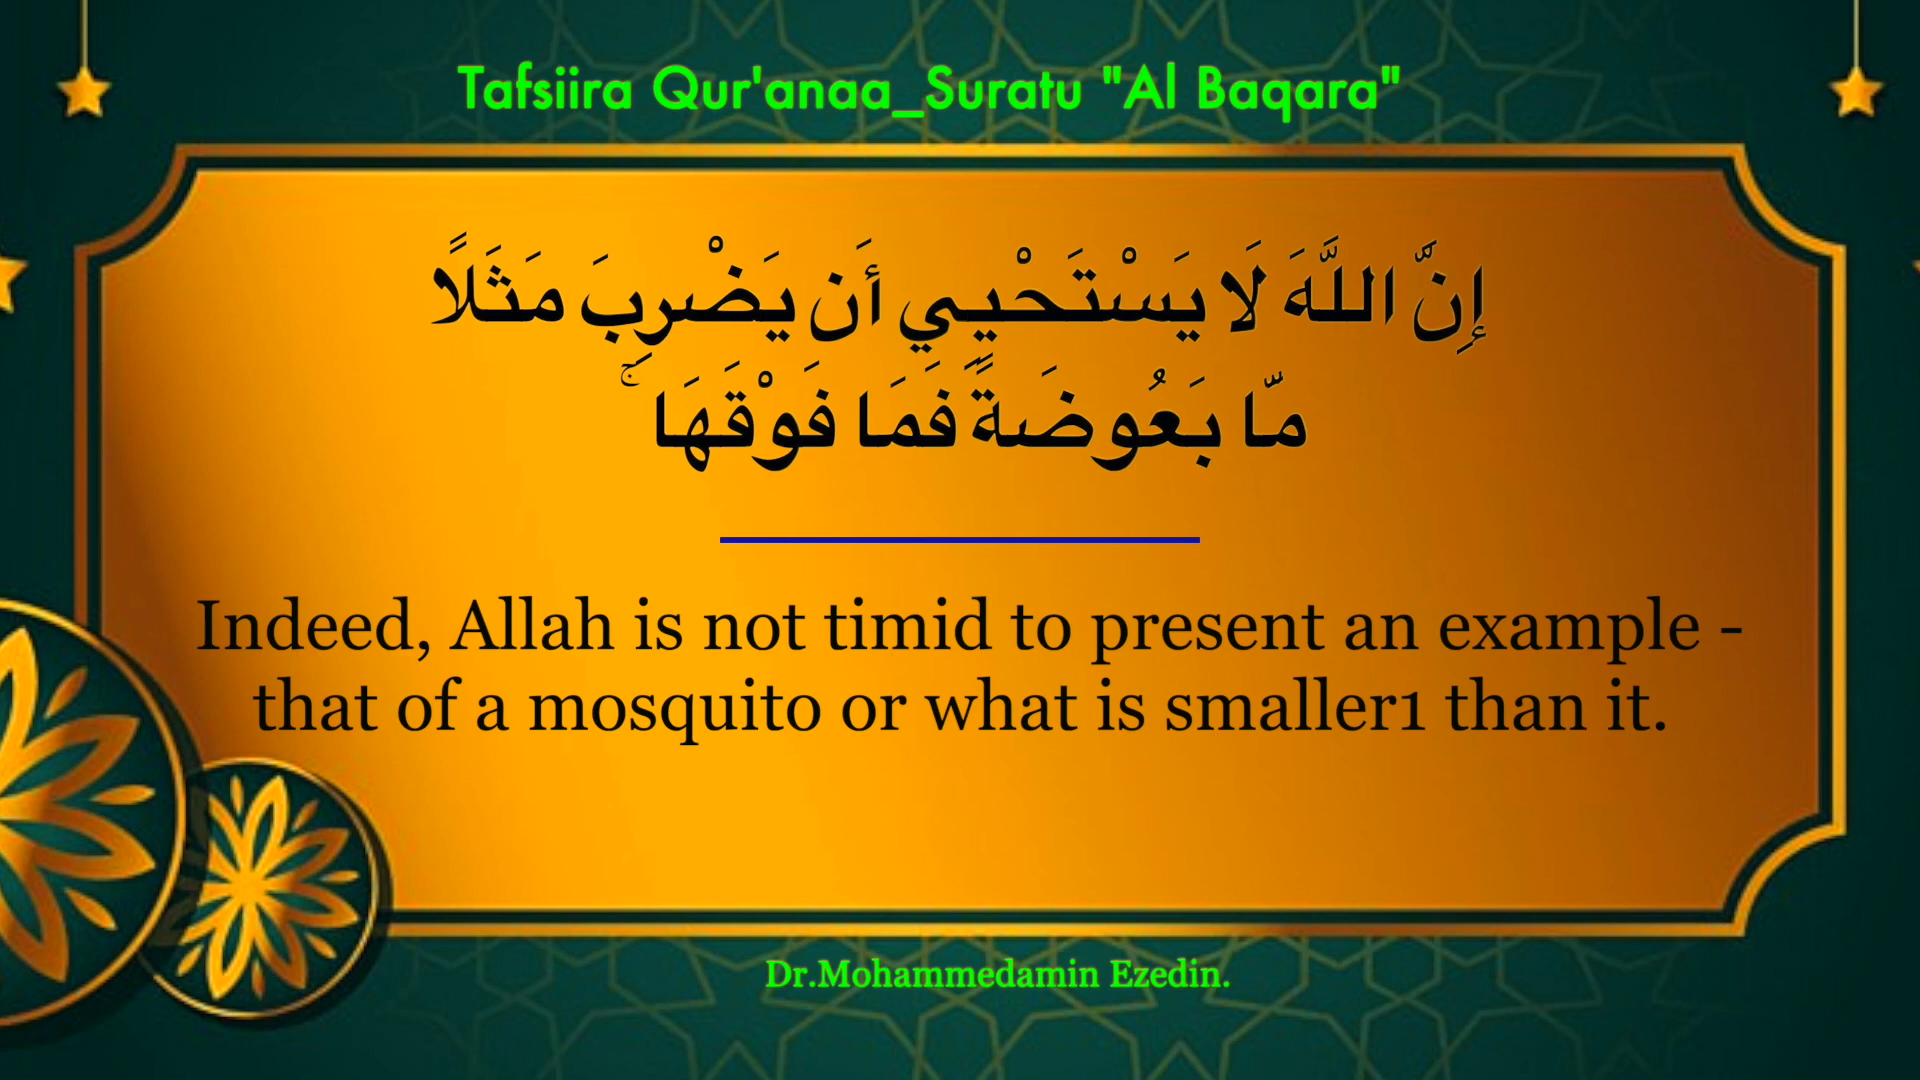 Tafsiira Qur'anaa_Suratu "Al Baqara"
إِنَّ اللَّهَ لَا يَسْتَحْيِي أَن يَضْرِبَ مَثَلًا
مَّا بَعُوضَةً فَمَا فَوْقَهَا ۚ
Indeed, Allah is not timid to present an example -
that of a mosquito or what is smaller1 than it.
Dr.Mohammedamin Ezedin.